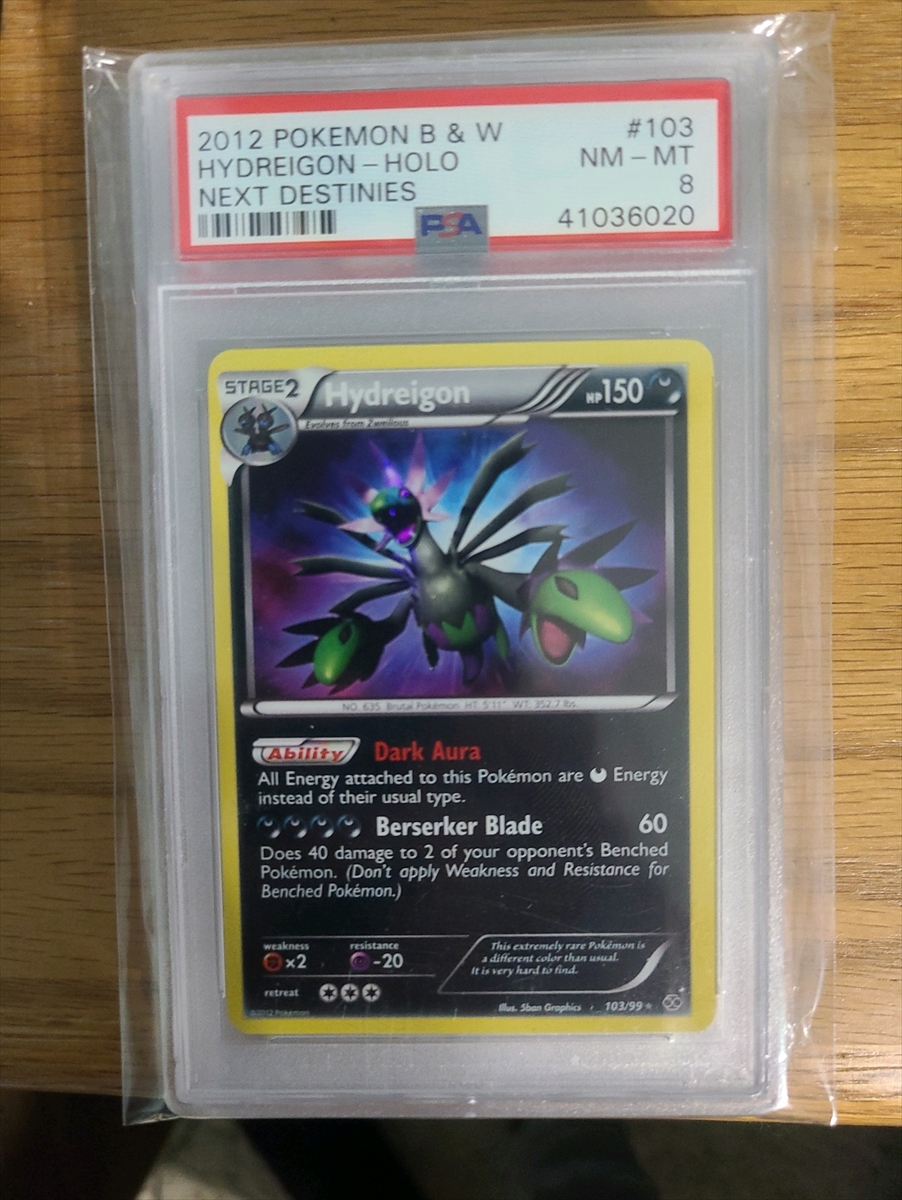 2012 POKEMON B & W #103
HYDREIGON - HOLO NM - MT
NEXT DESTINIES 8
PSA 41036020
STAGE2 Hydreigon HP150
Evolves from Zweilous
NO. 635 Brutal Pokémon HT: 5'11" WT: 352.7 lbs.
Ability Dark Aura
All Energy attached to this Pokémon are Energy
instead of their usual type.
Berserker Blade 60
Does 40 damage to 2 of your opponent's Benched
Pokémon. (Don't apply Weakness and Resistance for
Benched Pokémon.)
weakness resistance
×2 -20
This extremely rare Pokémon is
a different color than usual.
It is very hard to find.
retreat
Illus. 5ban Graphics 103/99
©2012 Pokémon